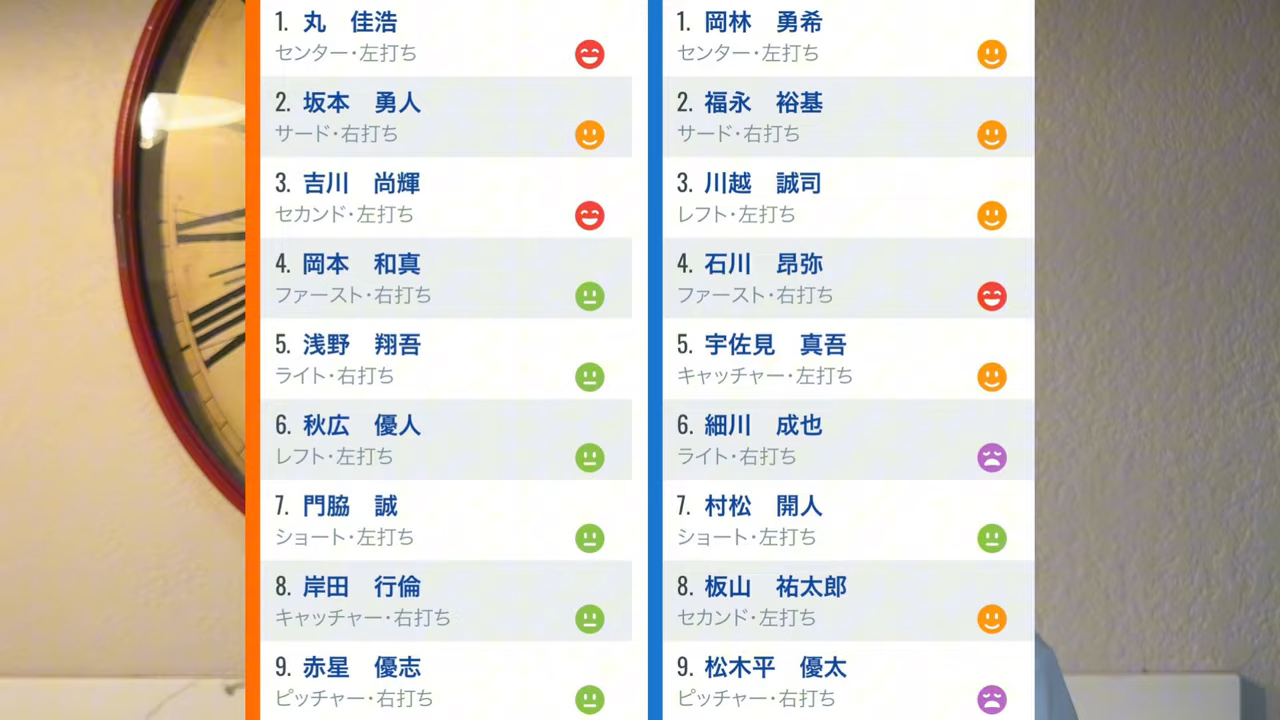 1. 丸 佳浩
センター・左打ち
2. 坂本 勇人
サード・右打ち
3. 吉川 尚輝
セカンド・左打ち
4. 岡本 和真
ファースト・右打ち
5. 浅野 翔吾
ライト・右打ち
6. 秋広 優人
レフト・左打ち
7. 門脇 誠
ショート・左打ち
8. 岸田 行倫
キャッチャー・右打ち
9. 赤星 優志
ピッチャー・右打ち
1. 岡林 勇希
センター・左打ち
2. 福永 裕基
サード・右打ち
3. 川越 誠司
レフト・左打ち
4. 石川 昂弥
ファースト・右打ち
5. 宇佐見 真吾
キャッチャー・左打ち
6. 細川 成也
ライト・右打ち
7. 村松 開人
ショート・左打ち
8. 板山 祐太郎
セカンド・左打ち
9. 松木平 優太
ピッチャー・右打ち